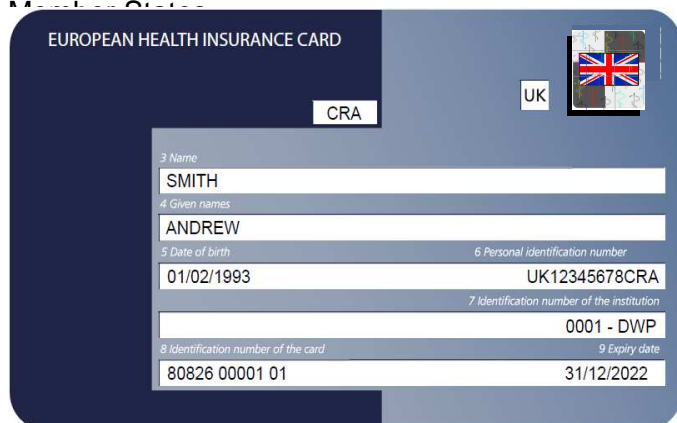 Member States
EUROPEAN HEALTH INSURANCE CARD
UK
CRA
3 Name
SMITH
4 Given names
ANDREW
5 Date of birth 6 Personal identification number
01/02/1993 UK12345678CRA
7 Identification number of the institution
0001 - DWP
8 Identification number of the card 9 Expiry date
80826 00001 01 31/12/2022